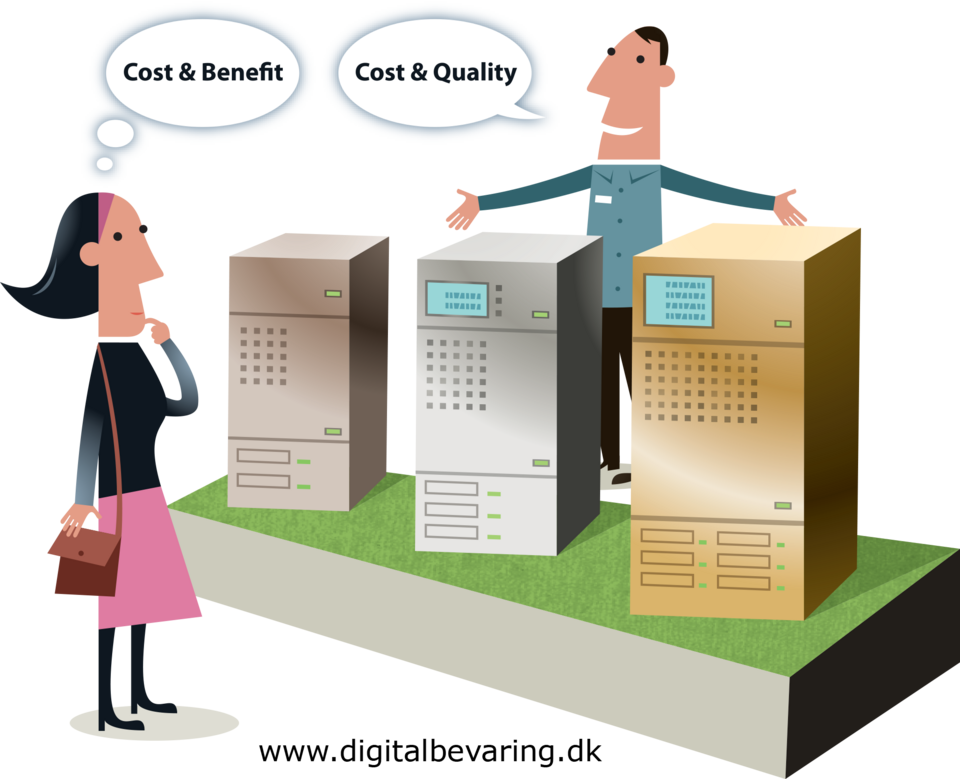 Cost & Benefit
Cost & Quality
www.digitalbevaring.dk